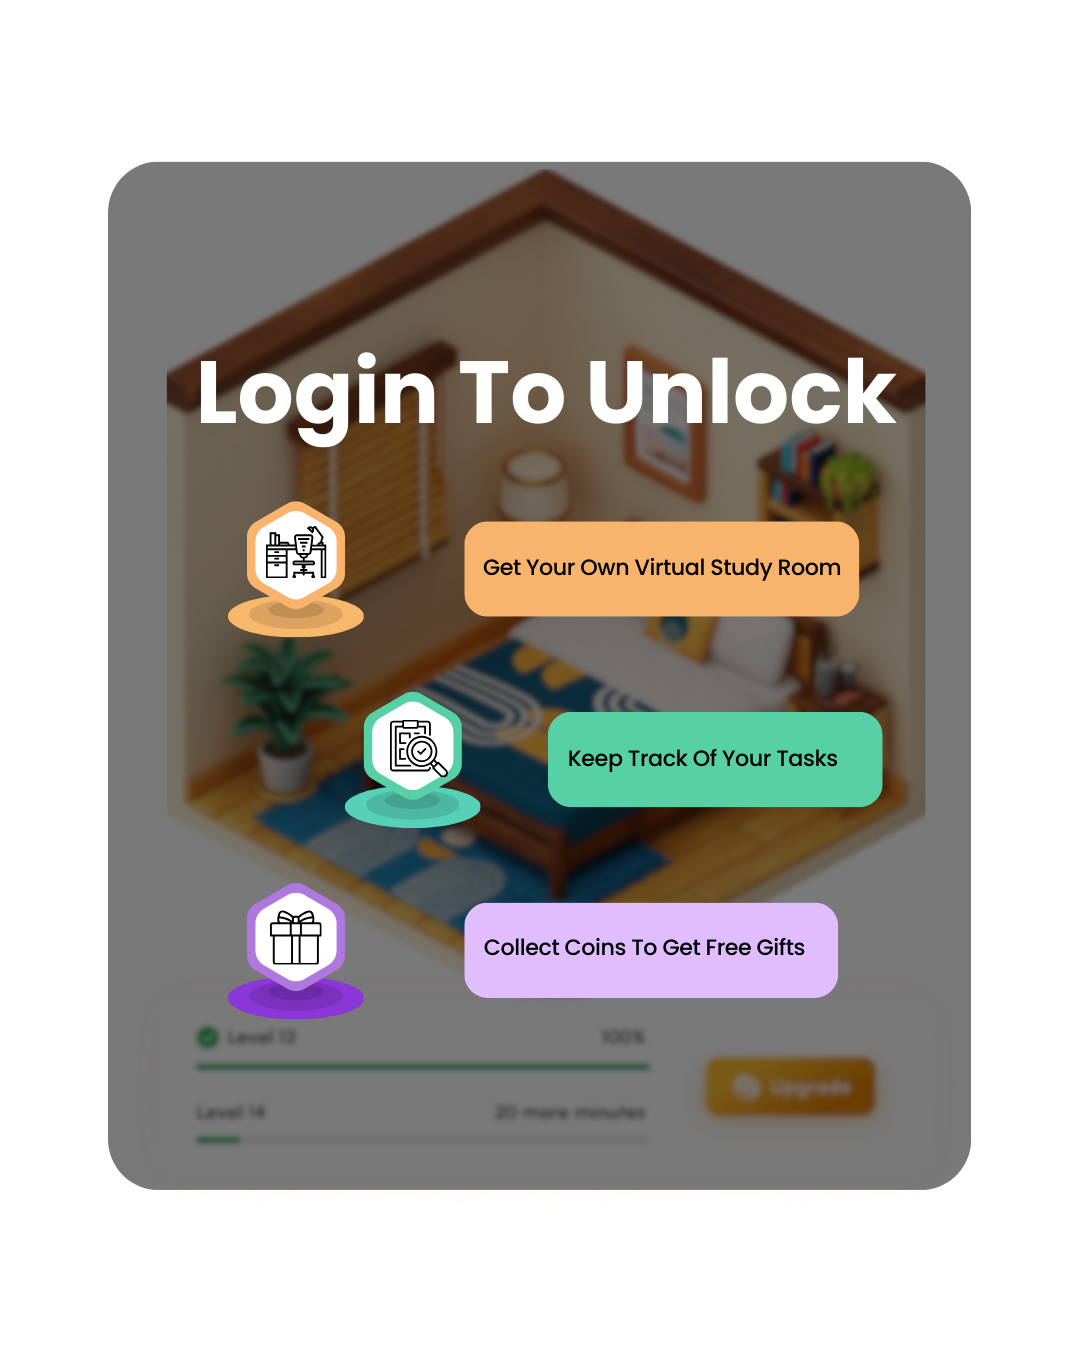 Login To Unlock
Get Your Own Virtual Study Room
Keep Track Of Your Tasks
Collect Coins To Get Free Gifts
Level 13 100%
Level 14 20 more minutes
Upgrade